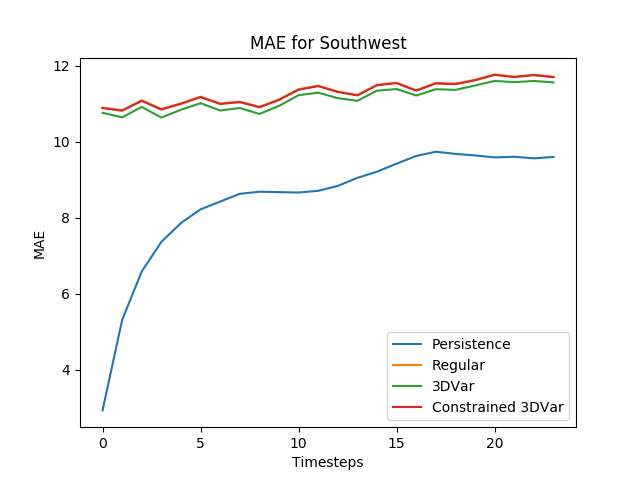 MAE for Southwest
12
10
8
6
4
MAE
0
5
10
15
20
Timesteps
Persistence
Regular
3DVar
Constrained 3DVar